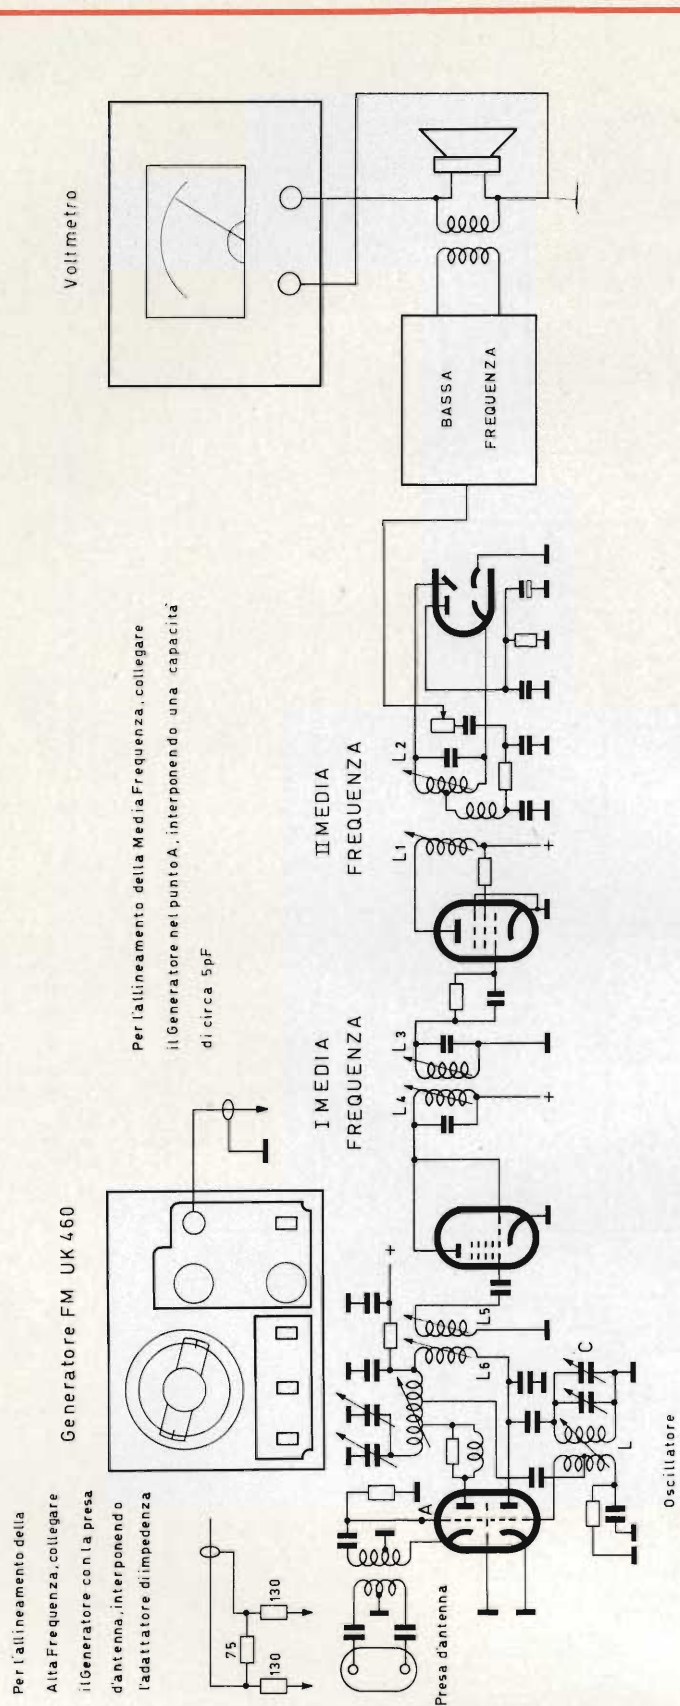 Per l'allineamento della
Alta Frequenza, collegare
il Generatore con la presa
d'antenna, interponendo
l'adattatore di impedenza
75
130
130
Presa d'antenna
Generatore FM UK 460
A
L6
L5
L
C
Oscillatore
+
Per l'allineamento della Media Frequenza, collegare
il Generatore nel punto A, interponendo una capacità
di circa 5pF
I MEDIA
FREQUENZA
L4
L3
+
II MEDIA
FREQUENZA
L1
L2
+
BASSA
FREQUENZA
Voltmetro